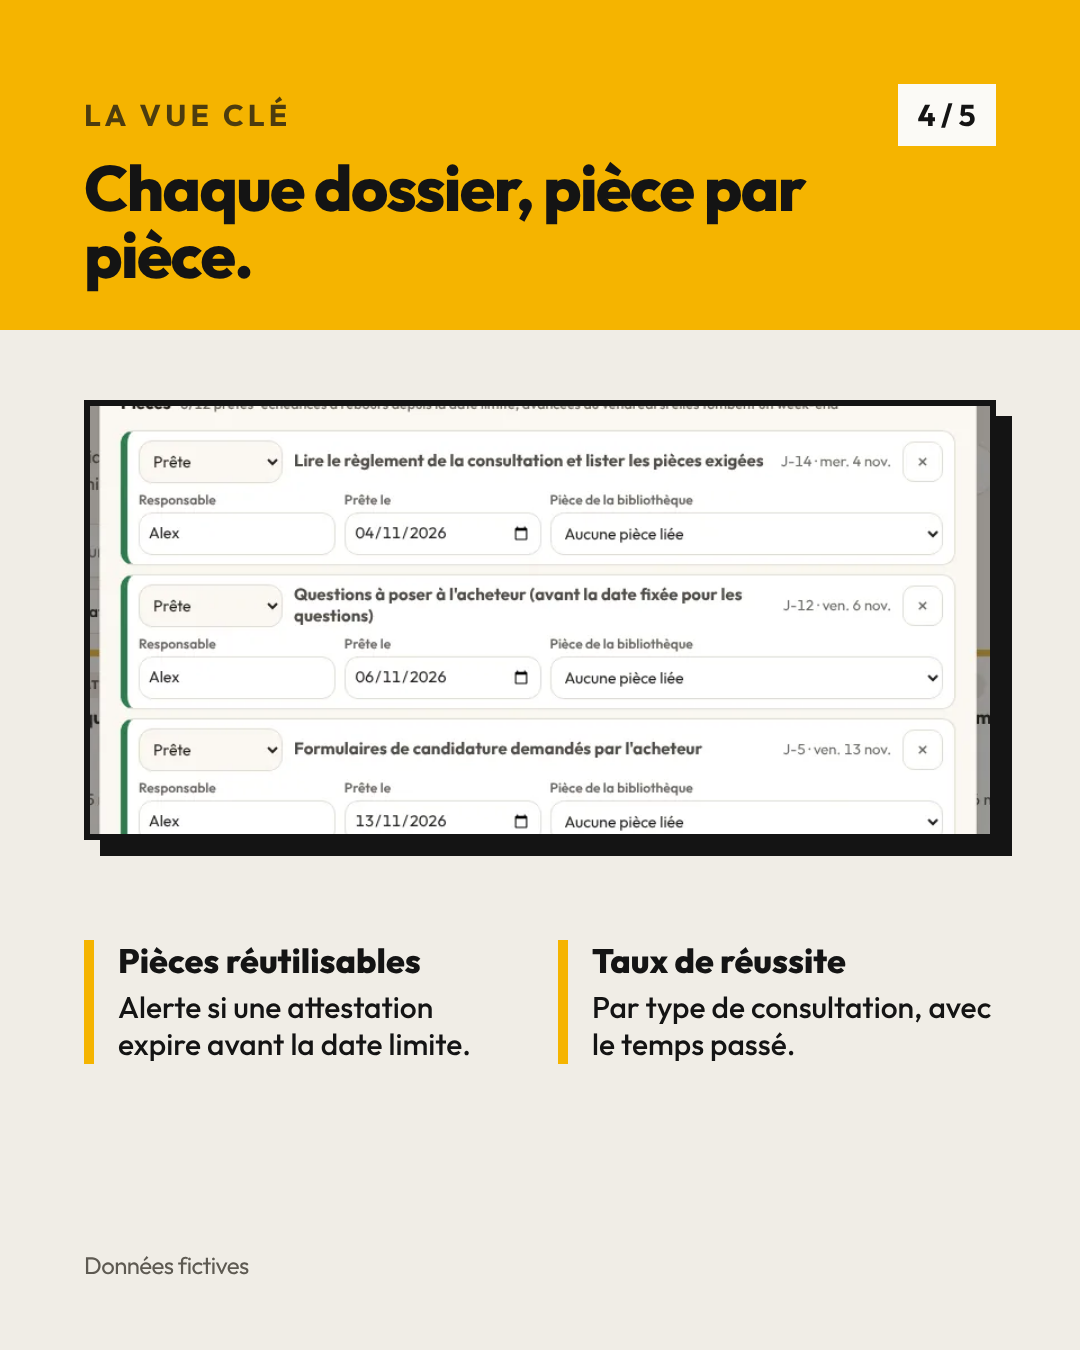 LA VUE CLÉ
4 / 5
Chaque dossier, pièce par
pièce.
Prête
Lire le règlement de la consultation et lister les pièces exigées
J-14 · mer. 4 nov.
×
Responsable
Prête le
Pièce de la bibliothèque
Alex
04/11/2026
Aucune pièce liée
Prête
Questions à poser à l'acheteur (avant la date fixée pour les
questions)
J-12 · ven. 6 nov.
×
Responsable
Prête le
Pièce de la bibliothèque
Alex
06/11/2026
Aucune pièce liée
Prête
Formulaires de candidature demandés par l'acheteur
J-5 · ven. 13 nov.
×
Responsable
Prête le
Pièce de la bibliothèque
Alex
13/11/2026
Aucune pièce liée
Pièces réutilisables
Alerte si une attestation
expire avant la date limite.
Taux de réussite
Par type de consultation, avec
le temps passé.
Données fictives